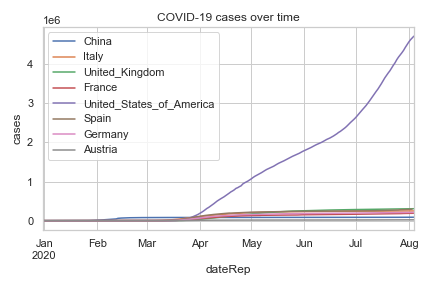 COVID-19 cases over time
1e6
China
Italy
United_Kingdom
France
United_States_of_America
Spain
Germany
Austria
cases
4
3
2
1
0
Jan Feb Mar Apr May Jun Jul Aug
2020
dateRep